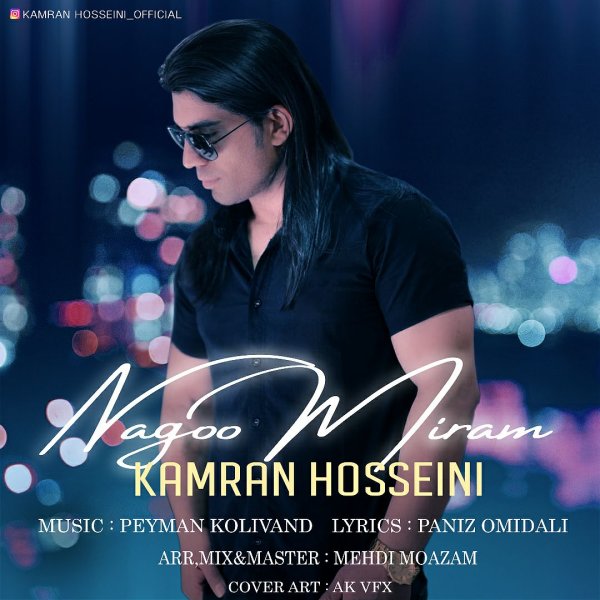 KAMRAN HOSSEINI_OFFICIAL
Nagoo Miram
KAMRAN HOSSEINI
MUSIC : PEYMAN KOLIVAND LYRICS : PANIZ OMIDALI
ARR,MIX&MASTER : MEHDI MOAZAM
COVER ART : AK VFX